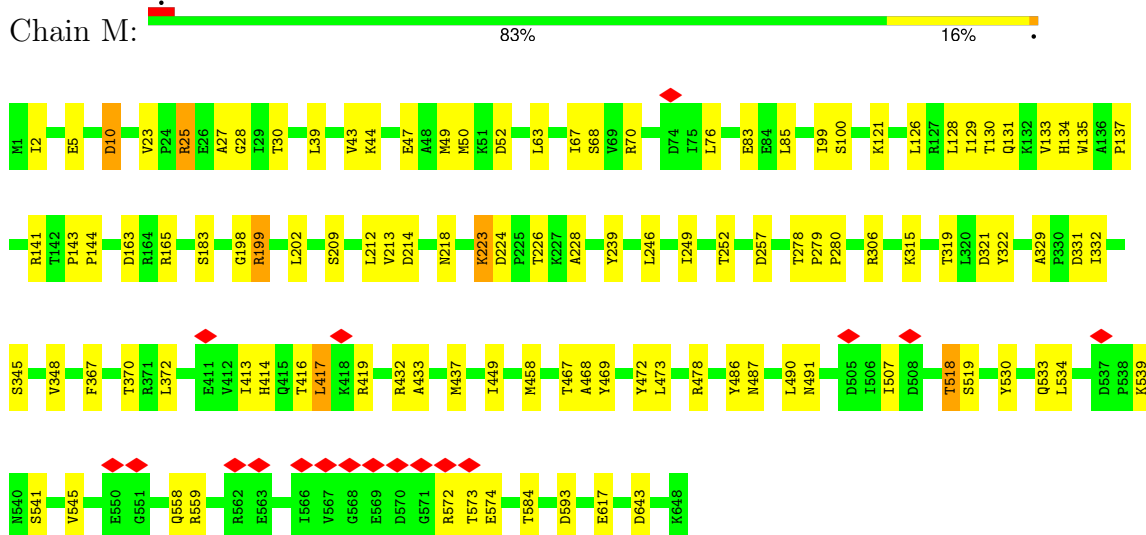 Chain M:
83%
16%
M1 I2 E5 D10 V23 P24 R25 E26 A27 G28 I29 T30 L39 V43 K44 E47 A48 M49 M50 K51 D52 L63 I67 S68 V69 R70 D74 I75 L76 E83 E84 L85 I99 S100 K121 L126 R127 L128 I129 T130 Q131 K132 V133 H134 W135 A136 P137
R141 T142 P143 P144 D163 R164 R165 S183 G198 R199 L202 S209 L212 V213 D214 N218 K223 D224 P225 T226 K227 A228 Y239 L246 I249 T252 D257 T278 P279 P280 R306 K315 T319 L320 D321 Y322 A329 P330 D331 I332
S345 V348 F367 T370 R371 L372 E411 V412 I413 H414 Q415 T416 L417 K418 R419 R432 A433 M437 I449 M458 T467 A468 Y469 Y472 L473 R478 Y486 N487 L490 N491 D505 I506 I507 D508 T518 S519 Y530 Q533 L534 D537 P538 K539
N540 S541 V545 E550 G551 Q558 R559 R562 E563 I566 V567 G568 E569 D570 G571 R572 T573 E574 T584 D593 E617 D643 K648